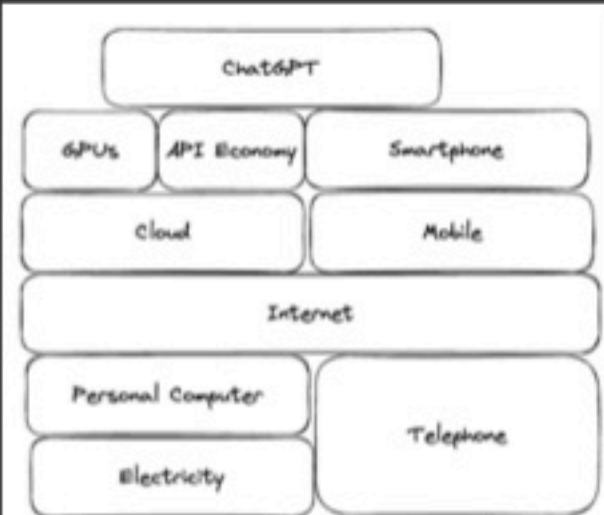 ChatGPT
GPUs
API Economy
Smartphone
Cloud
Mobile
Internet
Personal Computer
Telephone
Electricity